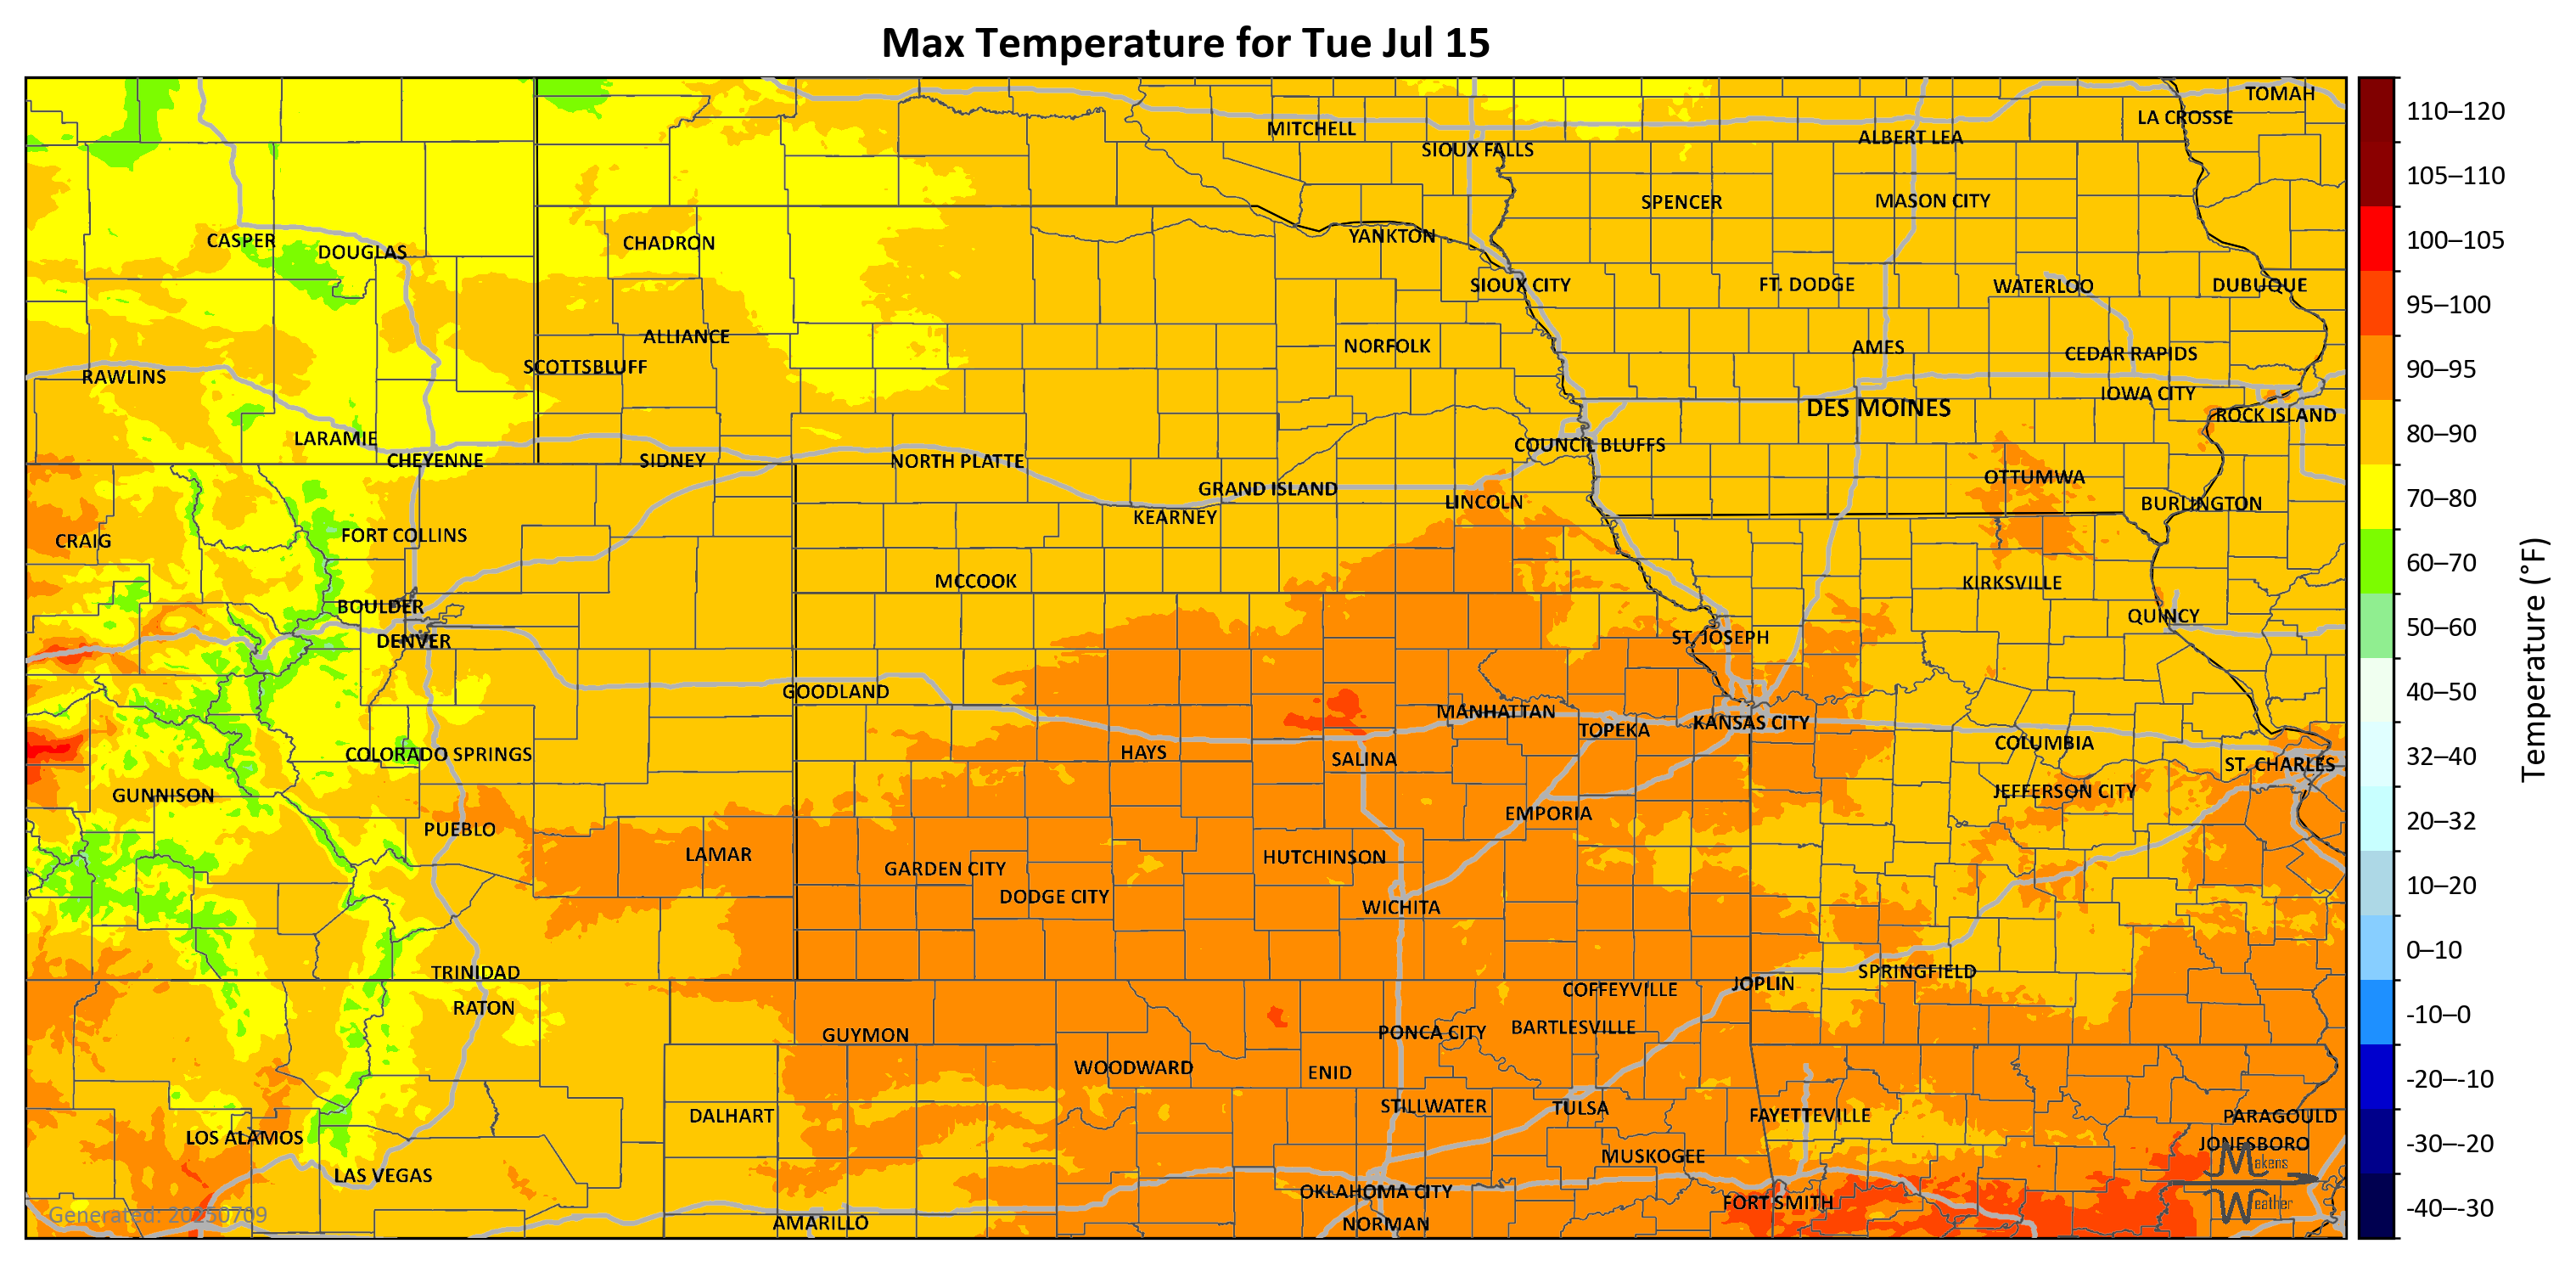 Max Temperature for Tue Jul 15
TOMAH
LA CROSSE
MITCHELL
ALBERT LEA
SIOUX FALLS
SPENCER
MASON CITY
CASPER
DOUGLAS
CHADRON
YANKTON
SIOUX CITY
FT. DODGE
WATERLOO
DUBUQUE
ALLIANCE
NORFOLK
AMES
CEDAR RAPIDS
SCOTTSBLUFF
RAWLINS
IOWA CITY
DES MOINES
ROCK ISLAND
LARAMIE
COUNCIL BLUFFS
CHEYENNE
SIDNEY
NORTH PLATTE
OTTUMWA
GRAND ISLAND
LINCOLN
BURLINGTON
KEARNEY
CRAIG
FORT COLLINS
MCCOOK
KIRKSVILLE
BOULDER
QUINCY
DENVER
ST. JOSEPH
GOODLAND
MANHATTAN
KANSAS CITY
TOPEKA
COLUMBIA
HAYS
COLORADO SPRINGS
SALINA
ST. CHARLES
GUNNISON
JEFFERSON CITY
EMPORIA
PUEBLO
LAMAR
HUTCHINSON
GARDEN CITY
DODGE CITY
WICHITA
TRINIDAD
SPRINGFIELD
JOPLIN
COFFEYVILLE
RATON
BARTLESVILLE
PONCA CITY
GUYMON
WOODWARD
ENID
STILLWATER
TULSA
DALHART
FAYETTEVILLE
PARAGOULD
LOS ALAMOS
JONESBORO
MUSKOGEE
LAS VEGAS
OKLAHOMA CITY
FORT SMITH
AMARILLO
NORMAN
Generated: 20250709
Makens
Weather
110–120
105–110
100–105
95–100
90–95
80–90
70–80
60–70
50–60
40–50
32–40
20–32
10–20
0–10
-10–0
-20–-10
-30–-20
-40–-30
Temperature (°F)